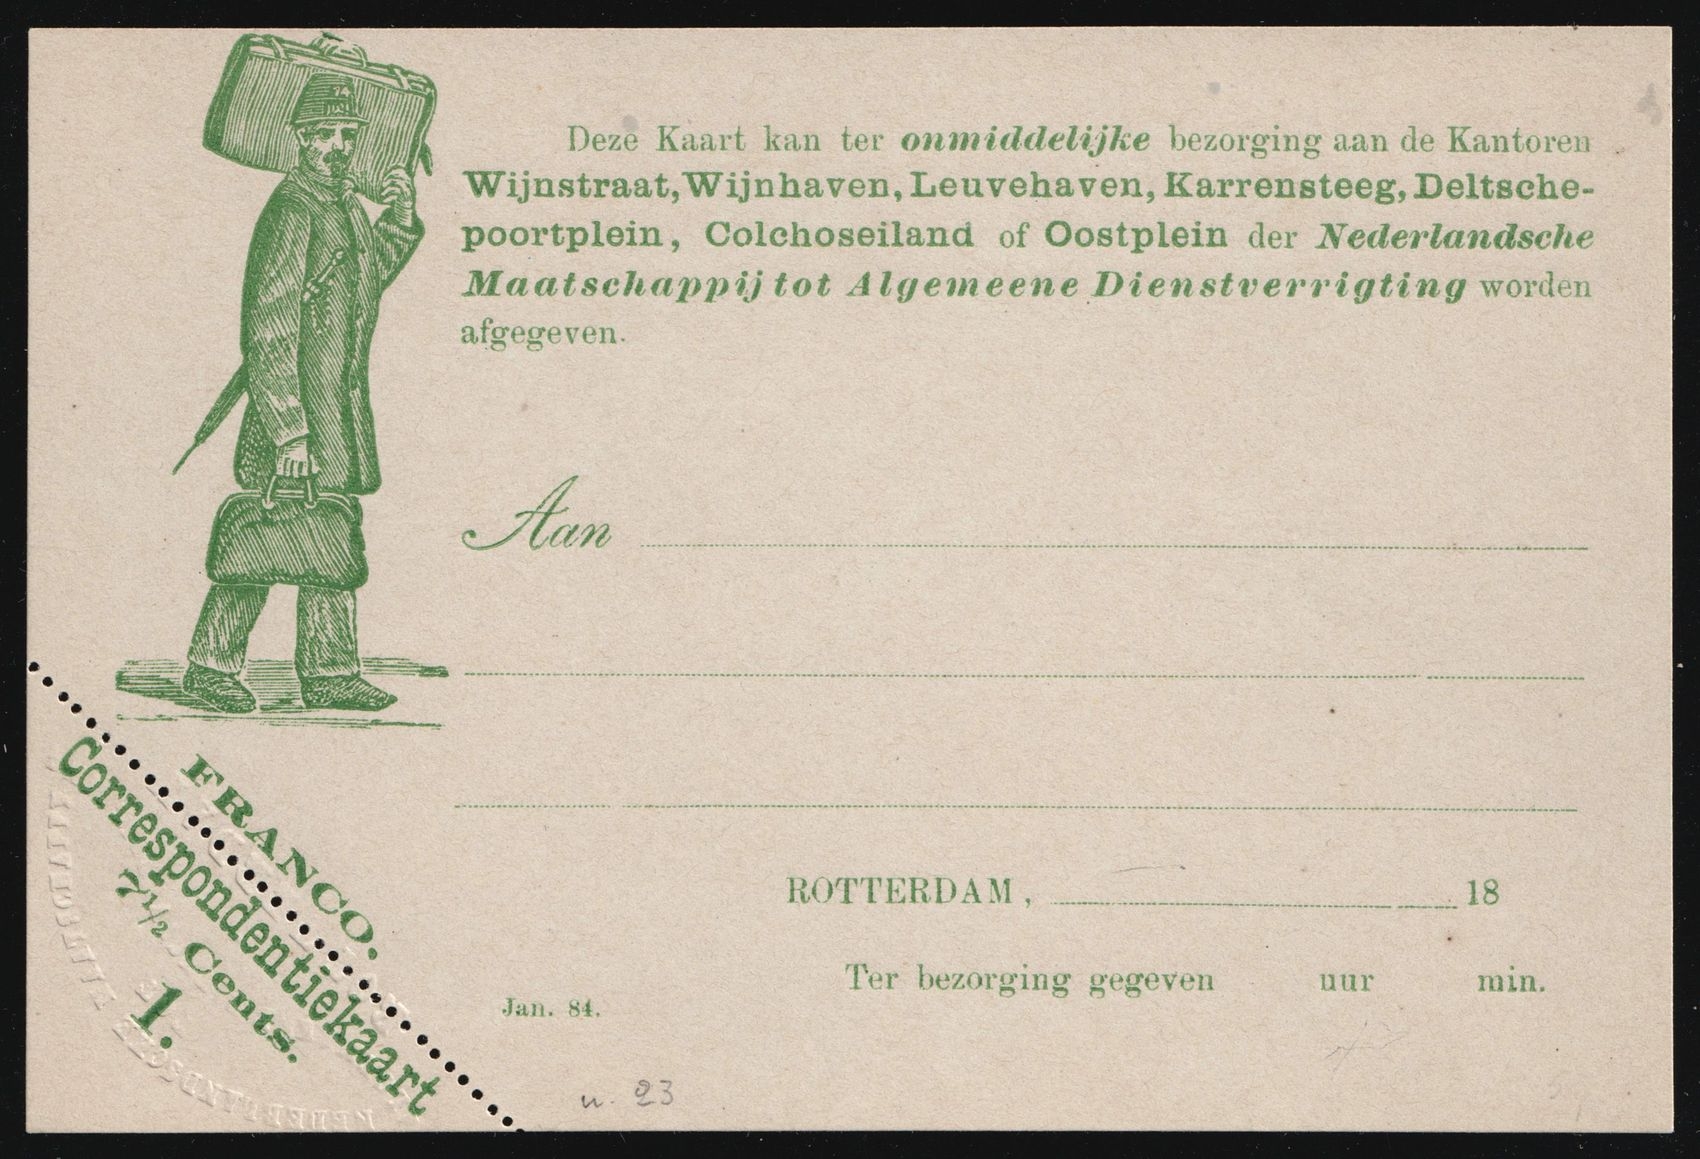 74
Deze Kaart kan ter onmiddelijke bezorging aan de Kantoren
Wijnstraat, Wijnhaven, Leuvehaven, Karrensteeg, Deltsche-
poortplein, Colchoseiland of Oostplein der Nederlandsche
Maatschappij tot Algemeene Dienstverrigting worden
afgegeven.
Aan
FRANCO.
Correspondentiekaart
7½ Cents.
1.
ROTTERDAM, 18
Ter bezorging gegeven uur min.
Jan. 84.
n. 23